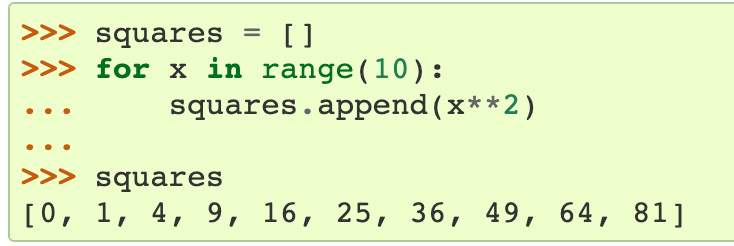 >>> squares = []
>>> for x in range(10):
...     squares.append(x**2)
...
>>> squares
[0, 1, 4, 9, 16, 25, 36, 49, 64, 81]